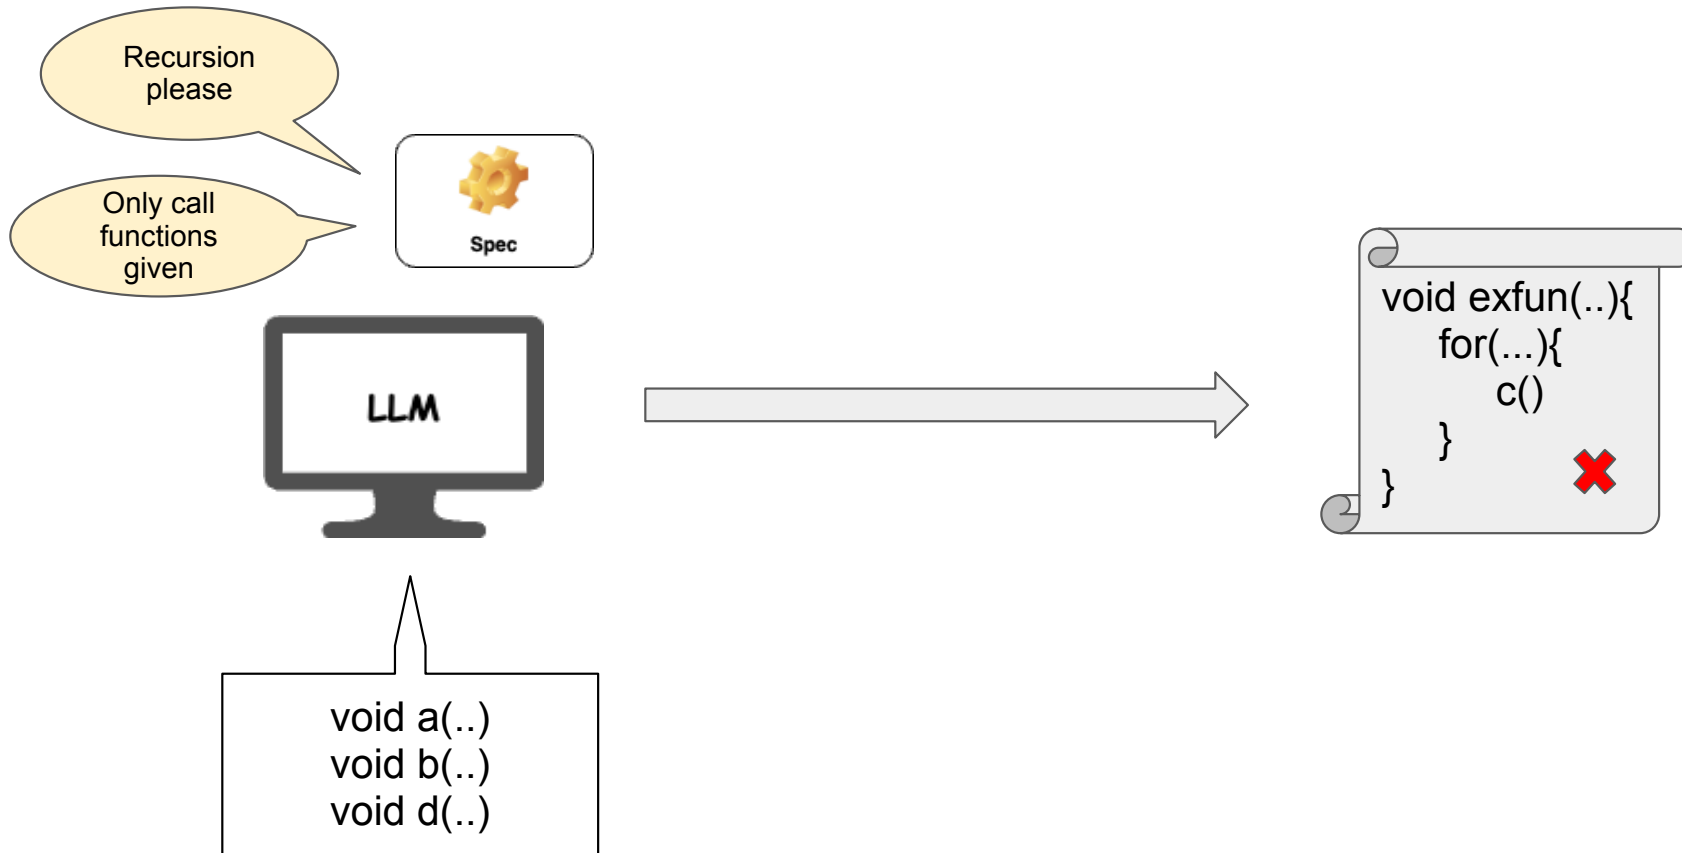 Recursion
please
Only call
functions
given
Spec
LLM
void a(..)
void b(..)
void d(..)
void exfun(..){
for(...){
c()
}
}